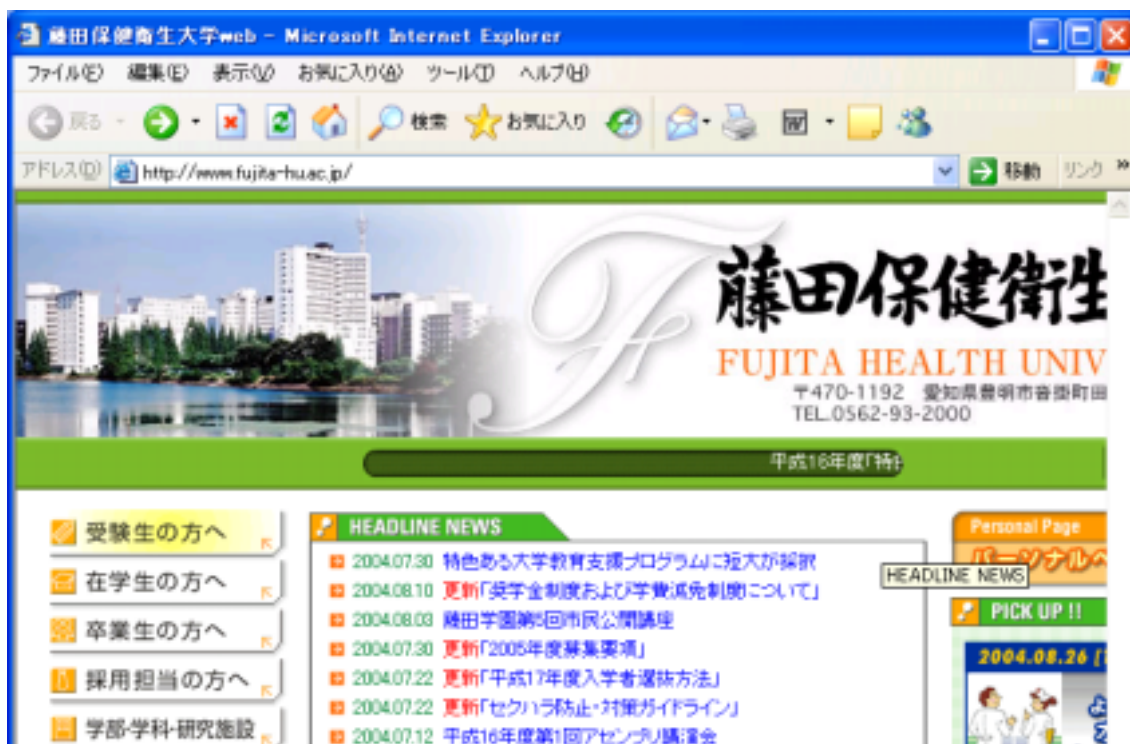 藤田保健衛生大学web - Microsoft Internet Explorer
ファイル(F) 編集(E) 表示(V) お気に入り(A) ツール(T) ヘルプ(H)
戻る 検索 お気に入り
アドレス(D) http://www.fujita-hu.ac.jp/ 移動 リンク »
藤田保健衛生
FUJITA HEALTH UNIV
〒470-1192 愛知県豊明市沓掛町田
TEL.0562-93-2000
平成16年度「特
受験生の方へ
在学生の方へ
卒業生の方へ
採用担当の方へ
学部・学科・研究施設
HEADLINE NEWS
2004.07.30 特色ある大学教育支援プログラムに短大が採択
2004.08.10 更新「奨学金制度および学費減免制度について」
2004.08.03 藤田学園第5回市民公開講座
2004.07.30 更新「2005年度募集要項」
2004.07.22 更新「平成17年度入学者選抜方法」
2004.07.22 更新「セクハラ防止・対策ガイドライン」
2004.07.12 平成16年度第1回アセンブリ講演会
Personal Page
パーソナルペ
HEADLINE NEWS
PICK UP !!
2004.08.26 [